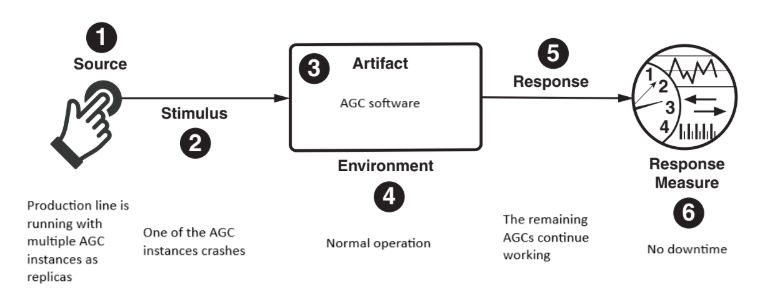 1
Source
Stimulus
2
3
Artifact
AGC software
Environment
4
5
Response
1
2
3
4
Response
Measure
6
Production line is
running with
multiple AGC
instances as
replicas
One of the AGC
instances crashes
Normal operation
The remaining
AGCs continue
working
No downtime